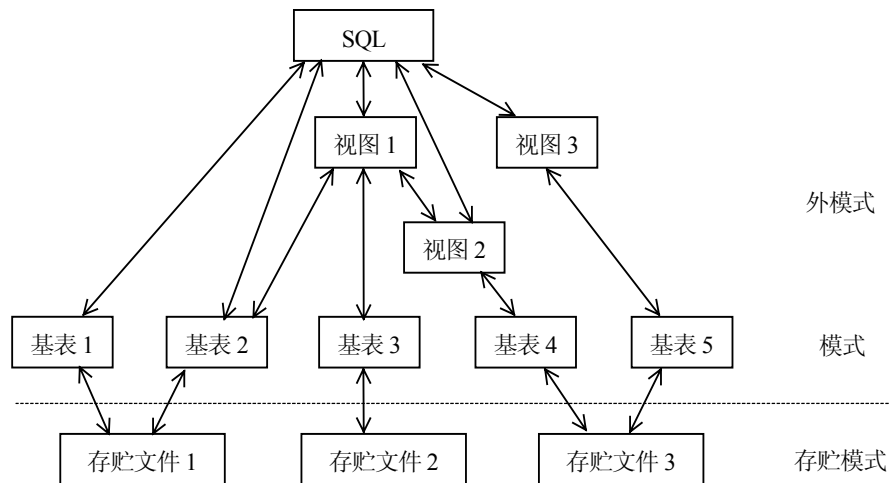 SQL
视图 1
视图 3
外模式
视图 2
基表 1
基表 2
基表 3
基表 4
基表 5
模式
存贮文件 1
存贮文件 2
存贮文件 3
存贮模式